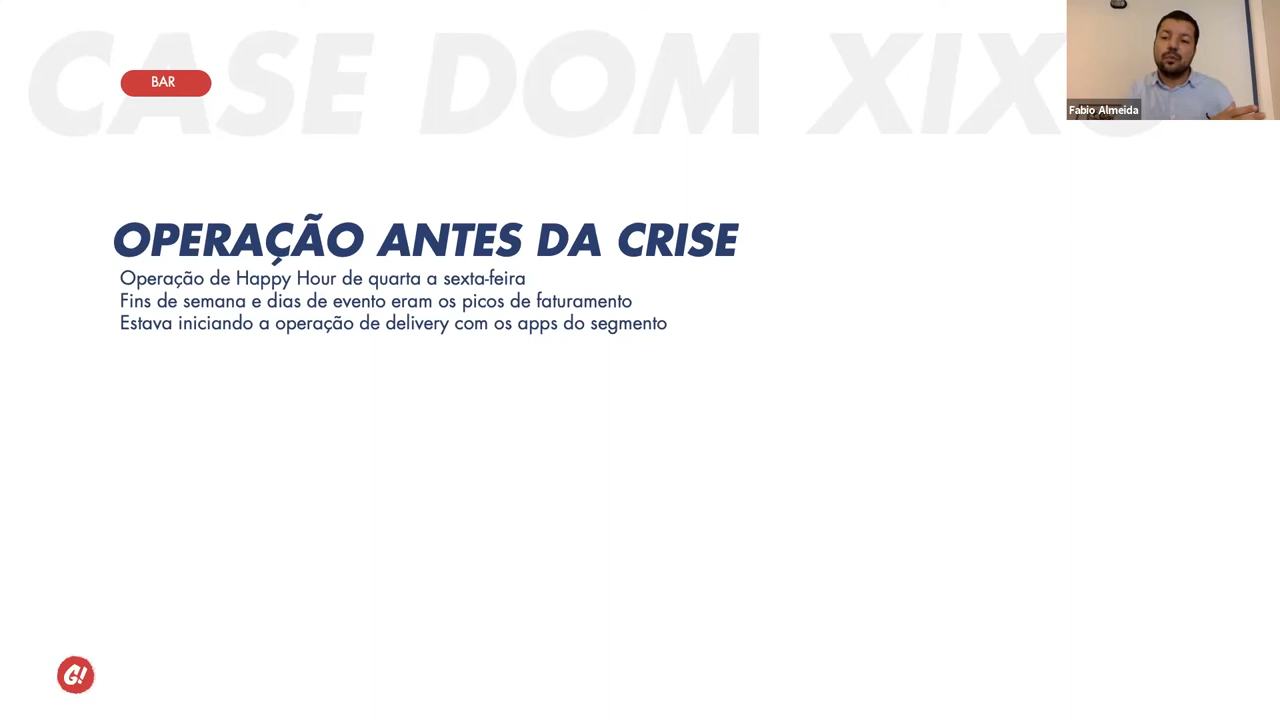 CASE DOM XIXO
BAR
Fabio Almeida
OPERAÇÃO ANTES DA CRISE
Operação de Happy Hour de quarta a sexta-feira
Fins de semana e dias de evento eram os picos de faturamento
Estava iniciando a operação de delivery com os apps do segmento
G!